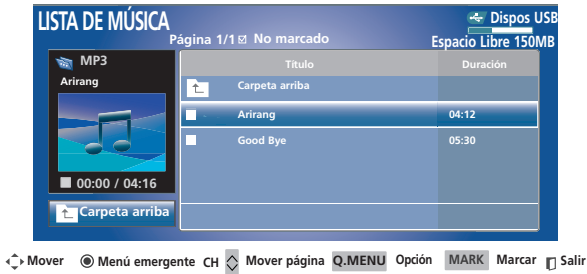 LISTA DE MÚSICA
Página 1/1 ☑ No marcado
Dispos USB
Espacio Libre 150MB
MP3
Arirang
00:00 / 04:16
Carpeta arriba
Título Duración
Carpeta arriba
Arirang 04:12
Good Bye 05:30
Mover Menú emergente CH Mover página Q.MENU Opción MARK Marcar Salir